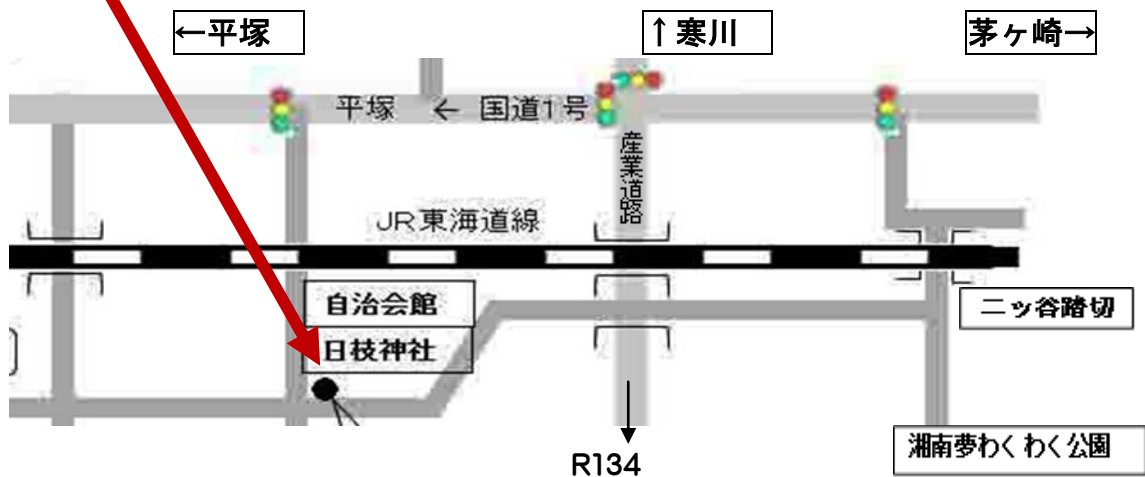 ←平塚
↑寒川
茅ヶ崎→
平塚 ← 国道1号
産業道路
JR東海道線
自治会館
日枝神社
二ッ谷踏切
湘南夢わくわく公園
R134